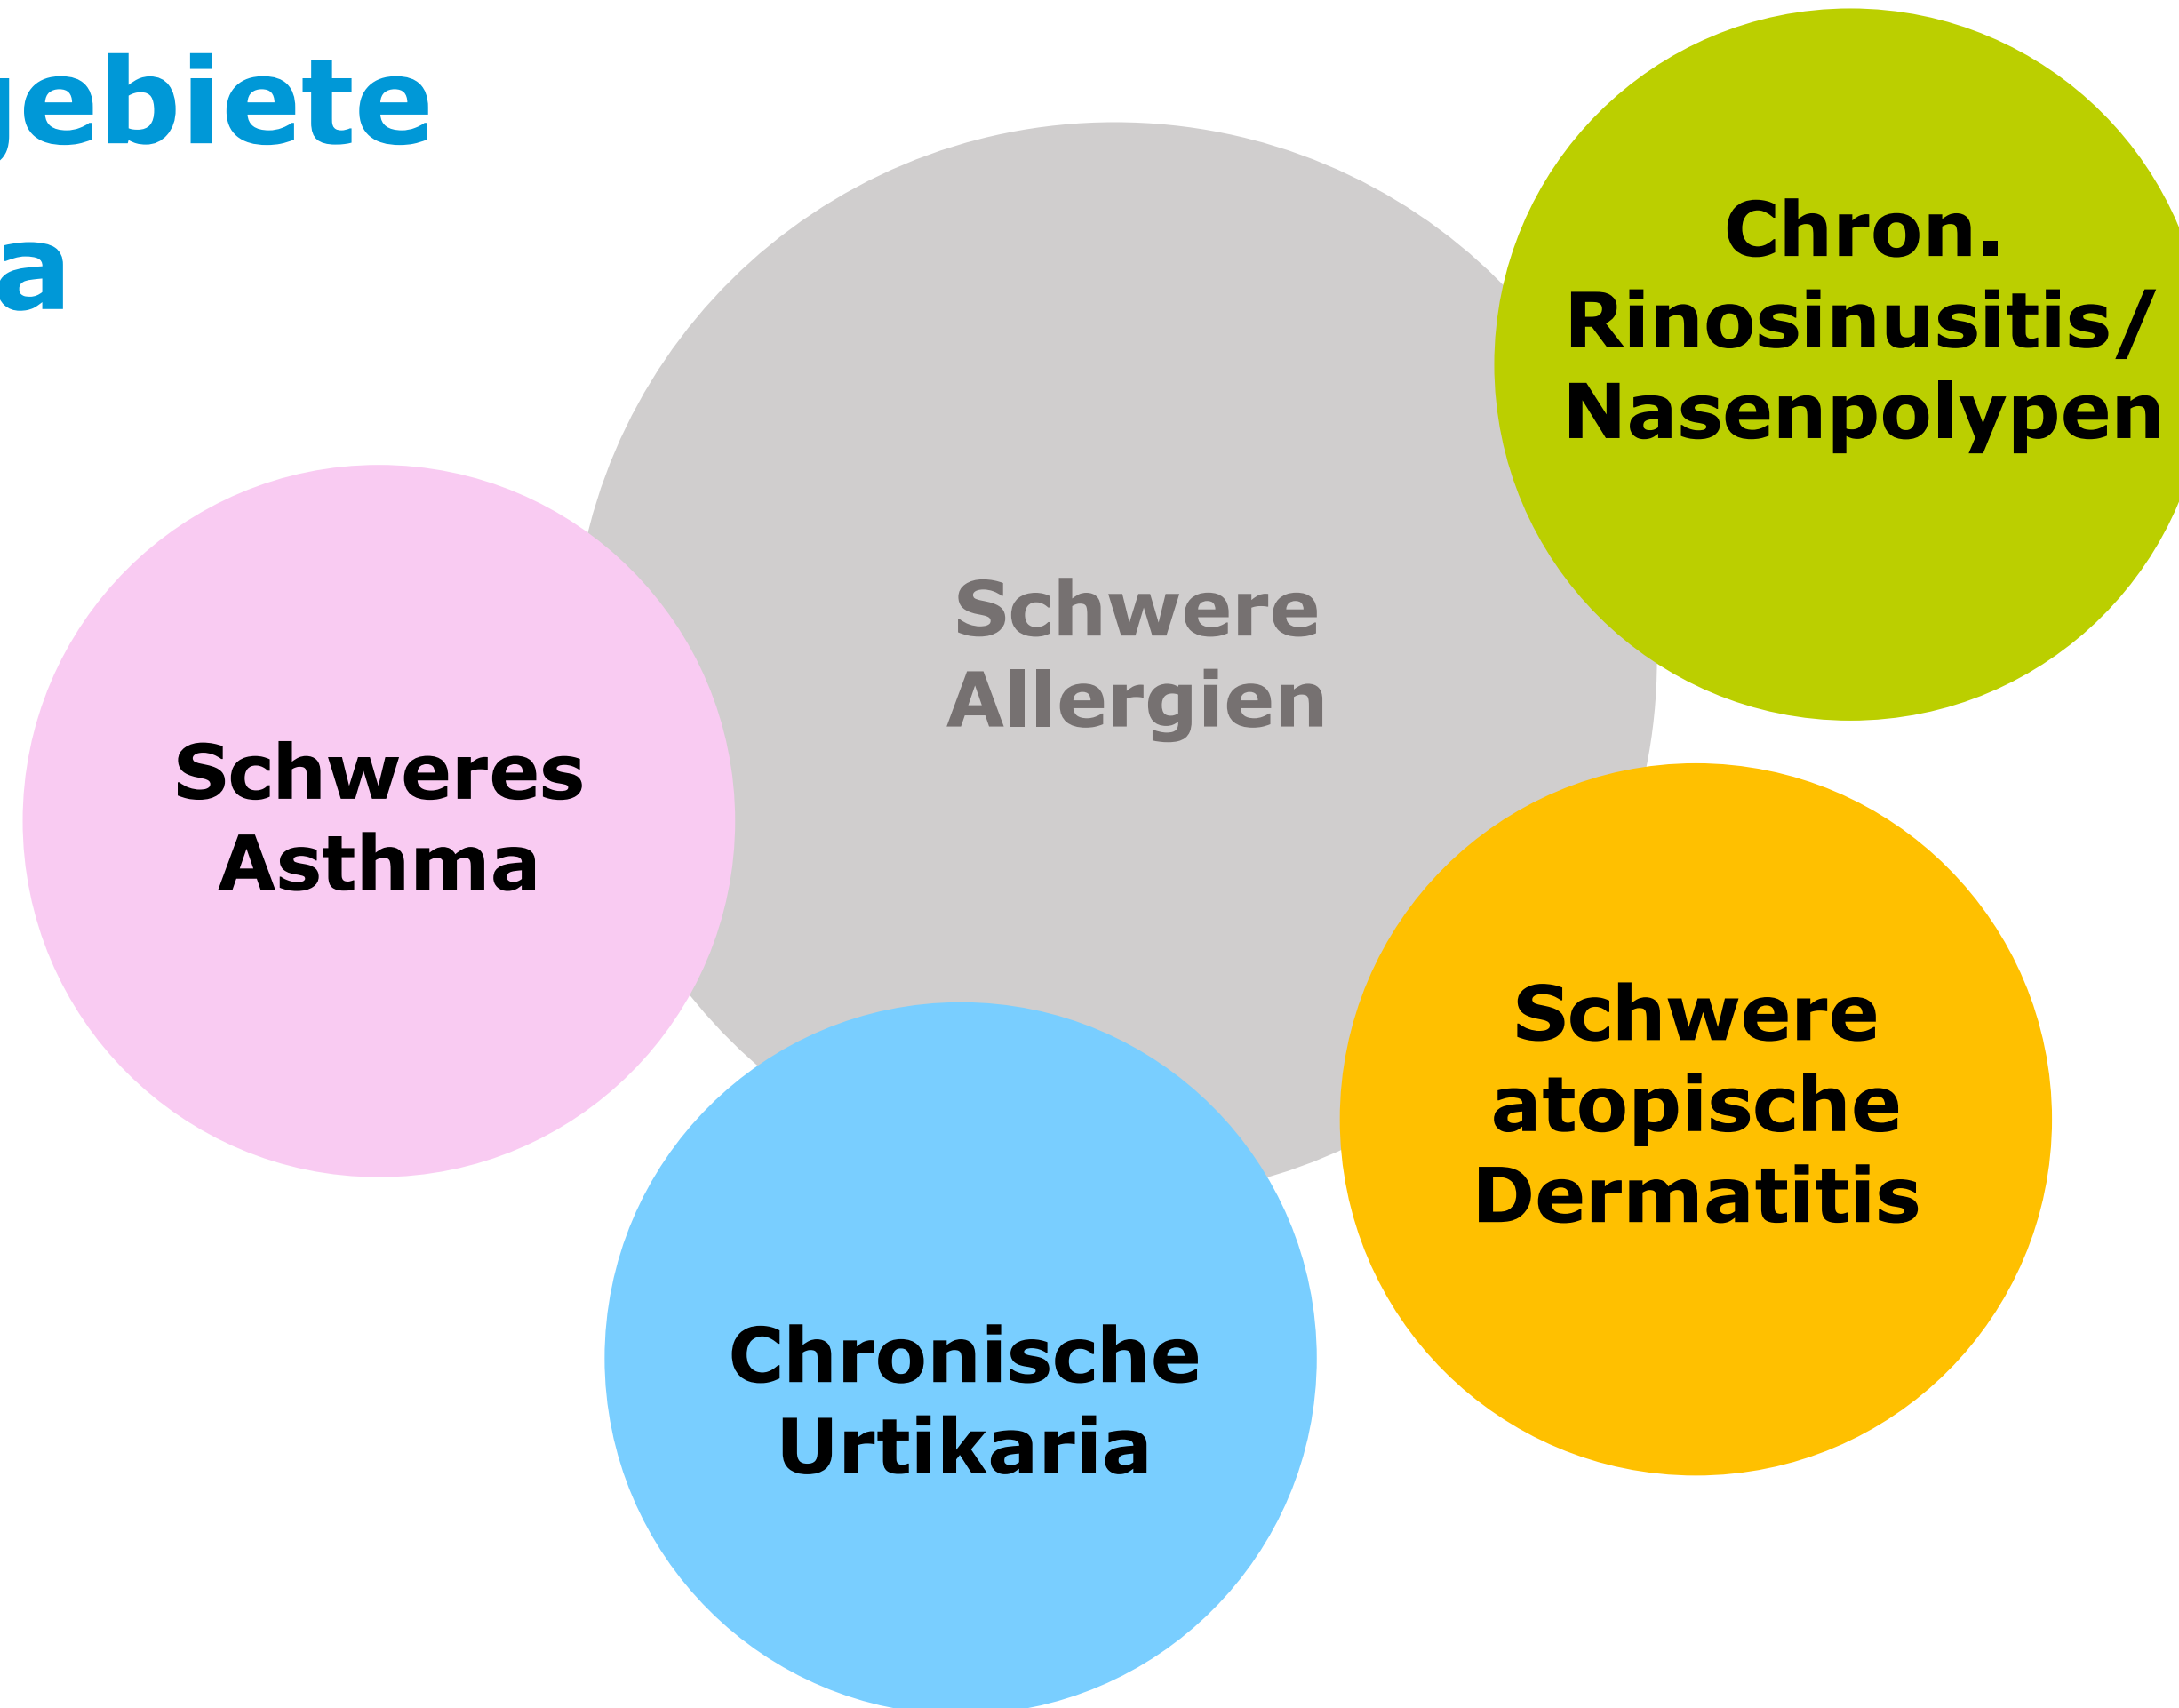 gebiete
a
Chron.
Rinosinusitis/
Nasenpolypen
Schwere
Allergien
Schweres
Asthma
Schwere
atopische
Dermatitis
Chronische
Urtikaria